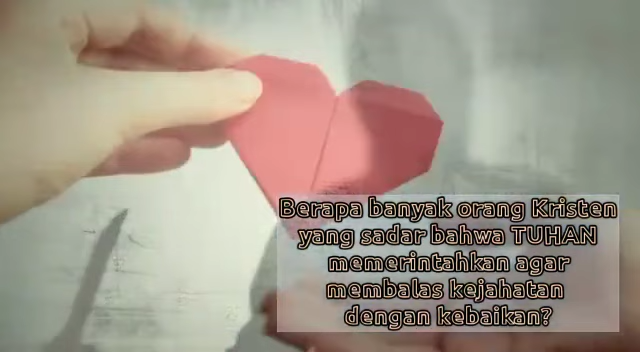 Berapa banyak orang Kristen
yang sadar bahwa TUHAN
memerintahkan agar
membalas kejahatan
dengan kebaikan?